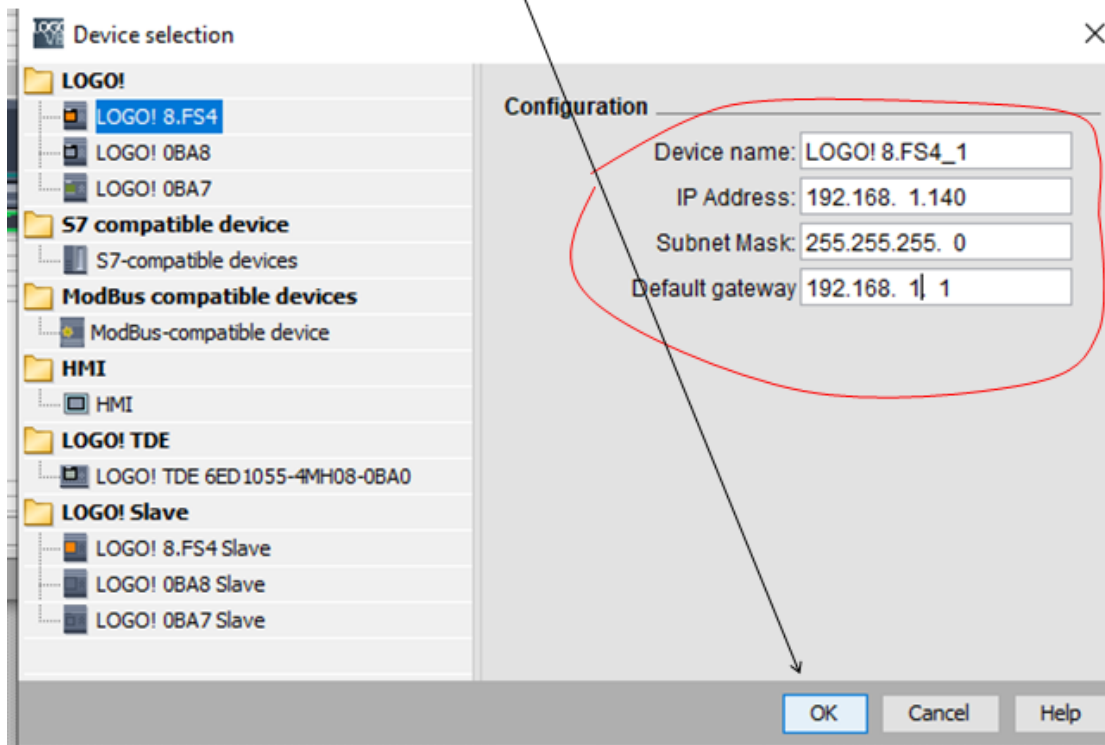 Device selection
LOGO!
LOGO! 8.FS4
LOGO! 0BA8
LOGO! 0BA7
S7 compatible device
S7-compatible devices
ModBus compatible devices
ModBus-compatible device
HMI
HMI
LOGO! TDE
LOGO! TDE 6ED1055-4MH08-0BA0
LOGO! Slave
LOGO! 8.FS4 Slave
LOGO! 0BA8 Slave
LOGO! 0BA7 Slave
Configuration
Device name: LOGO! 8.FS4_1
IP Address: 192.168. 1.140
Subnet Mask: 255.255.255. 0
Default gateway 192.168. 1. 1
OK Cancel Help